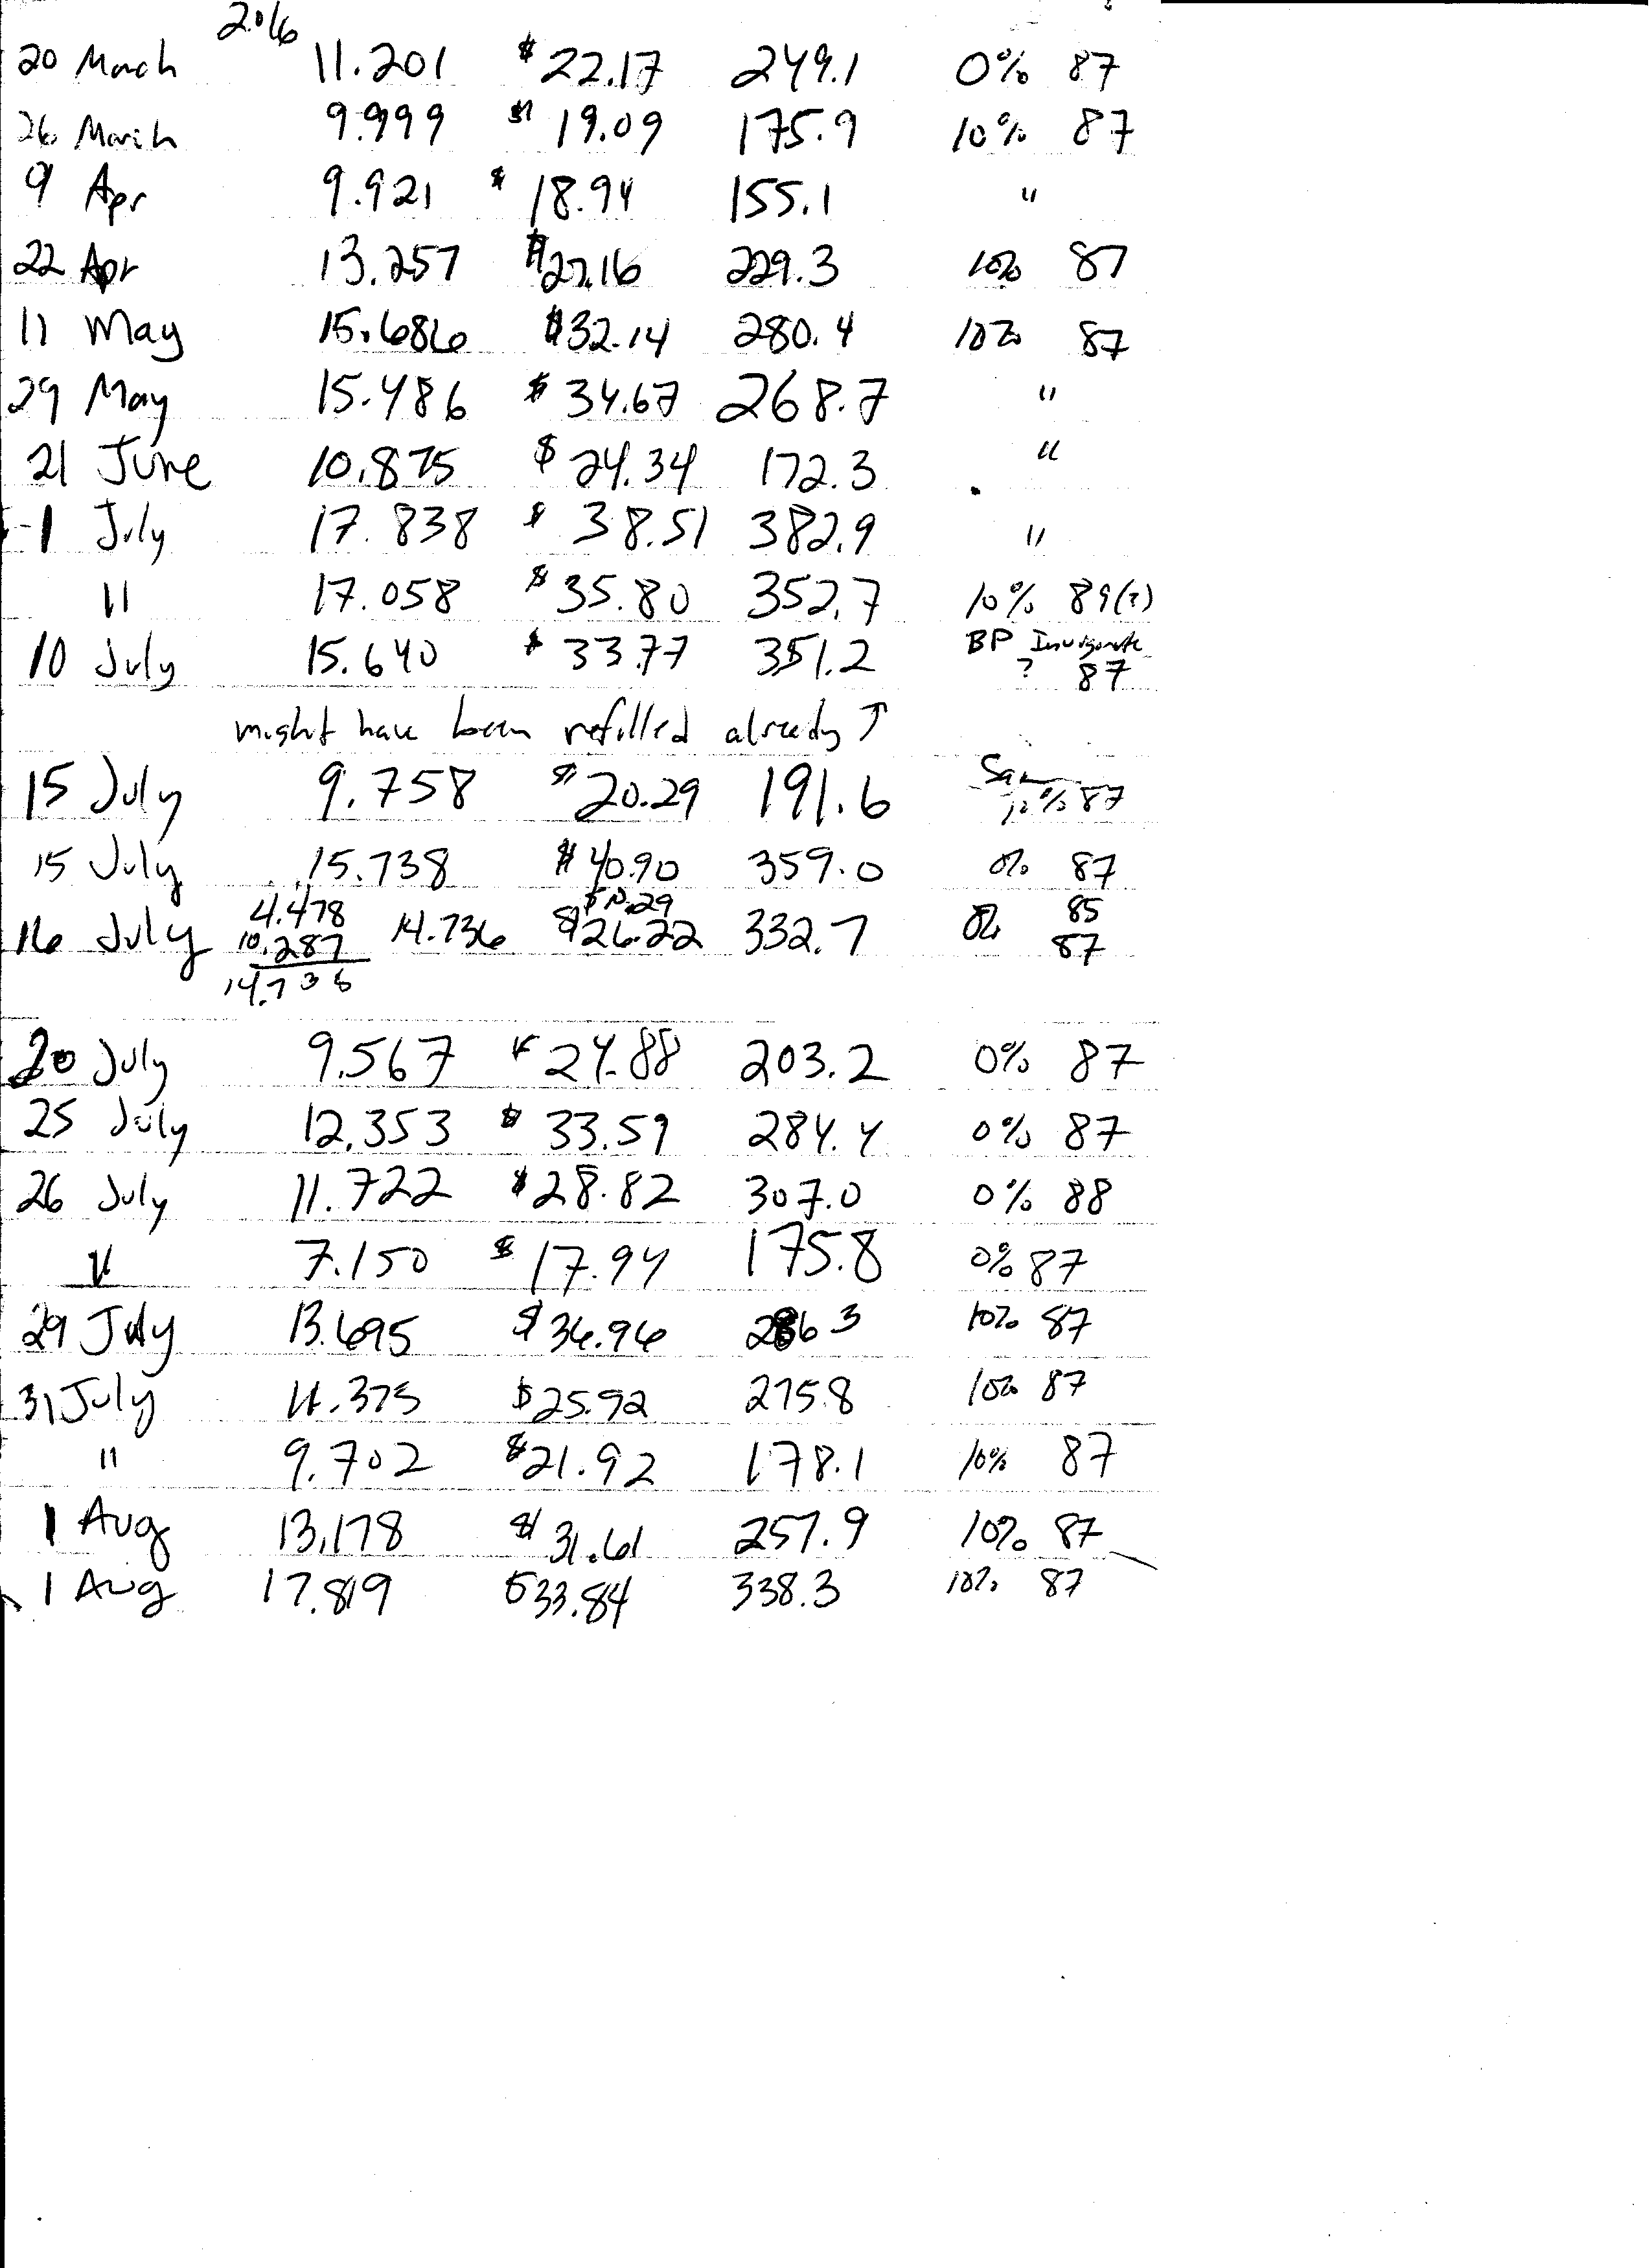 2016
20 March 11.201 $22.17 249.1 0% 87
26 March 9.999 $19.09 175.9 10% 87
9 Apr 9.921 $18.94 155.1 "
22 Apr 13.257 $27.16 229.3 10% 87
11 May 15.686 $32.14 280.4 10% 87
29 May 15.486 $34.67 268.7 "
21 June 10.875 $24.34 172.3 "
1 July 17.838 $38.51 382.9 "
" 17.058 $35.80 352.7 10% 89(?)
10 July 15.640 $33.77 351.2 BP Invigorate
? 87
might have been refilled already ↑
15 July 9.758 $20.29 191.6
10% 87
15 July 15.738 $40.90 359.0 0% 87
4.478 85
16 July 10.287 14.736 $26.22 332.7 0% 87
14.736
20 July 9.567 $24.88 203.2 0% 87
25 July 12.353 $33.59 284.4 0% 87
26 July 11.722 $28.82 307.0 0% 88
" 7.150 $17.94 175.8 0% 87
29 July 13.695 $36.96 286.3 10% 87
31 July 11.375 $25.92 275.8 10% 87
" 9.702 $21.92 178.1 10% 87
1 Aug 13.178 $31.61 257.9 10% 87
1 Aug 17.819 $33.84 338.3 10% 87